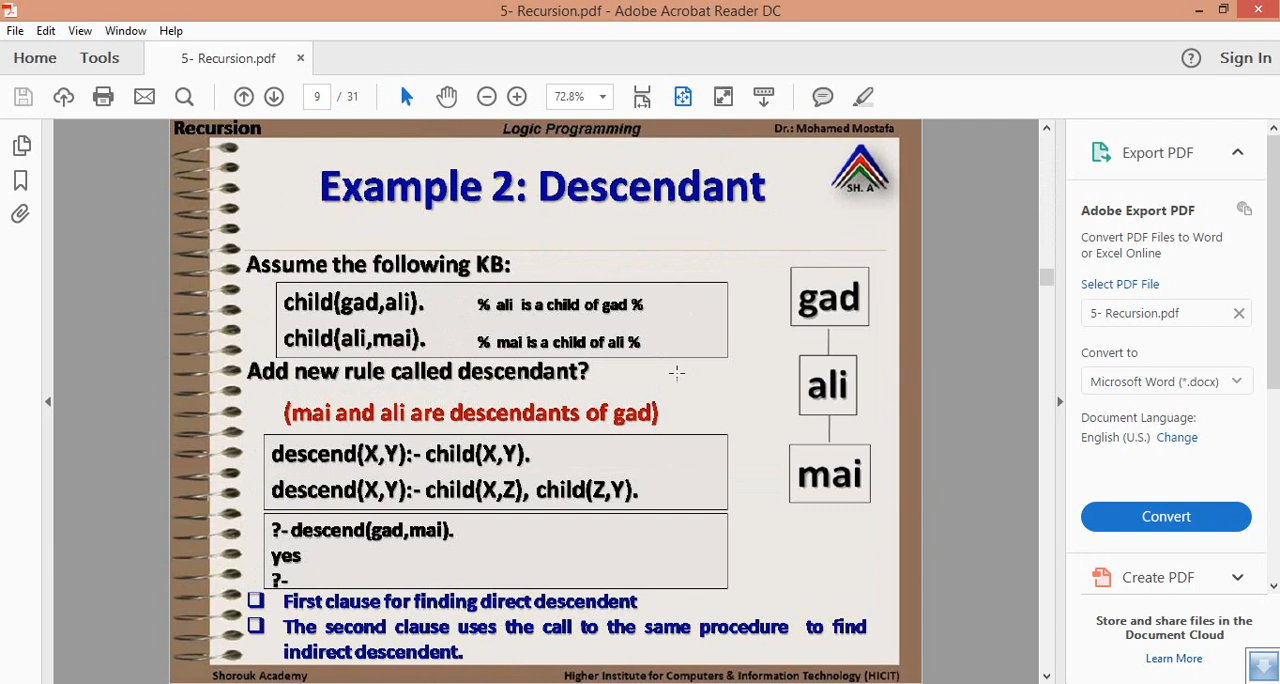 5- Recursion.pdf - Adobe Acrobat Reader DC
File Edit View Window Help
Home Tools 5- Recursion.pdf × Sign In
9 / 31 72.8%
Recursion Logic Programming Dr.: Mohamed Mostafa
SH. A
Example 2: Descendant
Assume the following KB:
child(gad,ali). % ali is a child of gad %
child(ali,mai). % mai is a child of ali %
Add new rule called descendant?
(mai and ali are descendants of gad)
descend(X,Y):- child(X,Y).
descend(X,Y):- child(X,Z), child(Z,Y).
?- descend(gad,mai).
yes
?-
First clause for finding direct descendent
The second clause uses the call to the same procedure to find
indirect descendent.
gad
ali
mai
Shorouk Academy Higher Institute for Computers & Information Technology (HICIT)
Export PDF
Adobe Export PDF
Convert PDF Files to Word
or Excel Online
Select PDF File
5- Recursion.pdf
Convert to
Microsoft Word (*.docx)
Document Language:
English (U.S.) Change
Convert
Create PDF
Store and share files in the
Document Cloud
Learn More